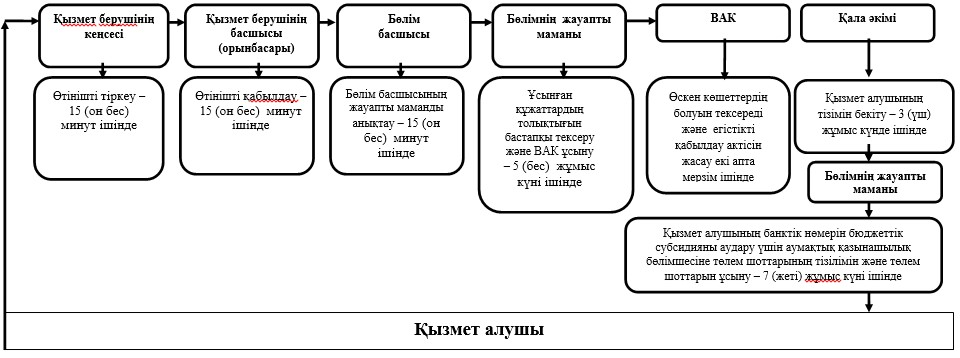 Қызмет берушінің
кенсесі
Қызмет берушінің
басшысы
(орынбасары)
Бөлім
басшысы
Бөлімнің жауапты
маманы
ВАК
Қала әкімі
Өтінішті тіркеу –
15 (он бес)
минут ішінде
Өтінішті қабылдау –
15 (он бес) минут
ішінде
Бөлім басшысының
жауапты маманды
анықтау – 15 (он
бес) минут
ішінде
Ұсынған
құжаттардың
толықтығын
бастапқы тексеру
және ВАК ұсыну
– 5 (бес) жұмыс
күні ішінде
Өскен көшеттердің
болуын тексереді
және егістікті
қабылдау актісін
жасау екі апта
мерзім ішінде
Қызмет алушының
тізімін бекіту – 3 (үш)
жұмыс күнде ішінде
Бөлімнің жауапты
маманы
Қызмет алушының банктік нөмерін бюджеттік
субсидияны аудару үшін аумақтық қазынашылық
бөлімшесіне төлем шоттарының тізілімін және төлем
шоттарын ұсыну – 7 (жеті) жұмыс күні ішінде
Қызмет алушы